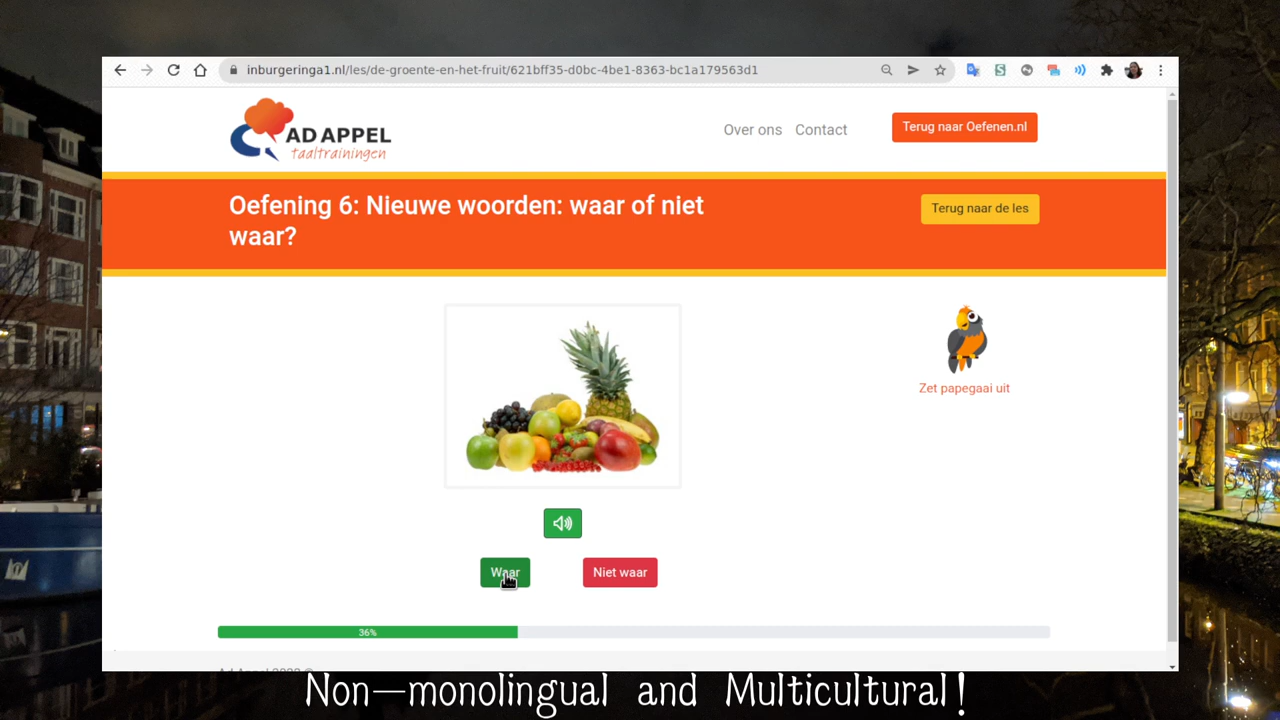 inburgeringa1.nl/les/de-groente-en-het-fruit/621bff35-d0bc-4be1-8363-bc1a179563d1
AD APPEL
taaltrainingen
Over ons
Contact
Terug naar Oefenen.nl
Oefening 6: Nieuwe woorden: waar of niet
waar?
Terug naar de les
Zet papegaai uit
Waar
Niet waar
36%
Non-monolingual and Multicultural!